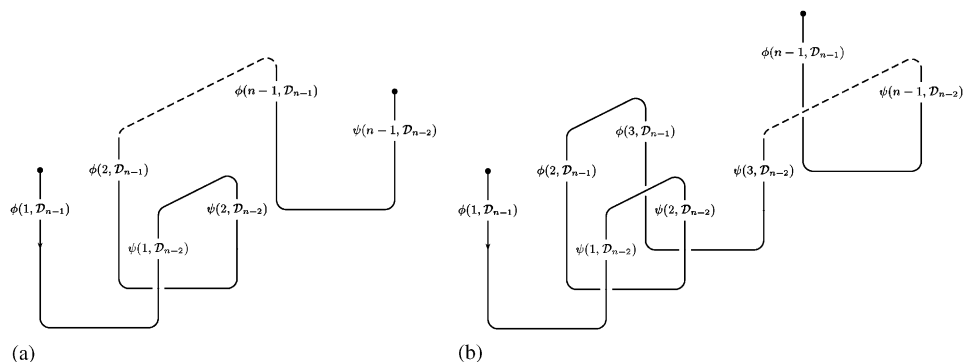 ϕ(n − 1, 𝒟ₙ₋₁)
ϕ(n − 1, 𝒟ₙ₋₁)
ψ(n − 1, 𝒟ₙ₋₂)
ψ(n − 1, 𝒟ₙ₋₂)
ϕ(3, 𝒟ₙ₋₁)
ϕ(2, 𝒟ₙ₋₁)
ϕ(2, 𝒟ₙ₋₁)
ψ(3, 𝒟ₙ₋₂)
ϕ(1, 𝒟ₙ₋₁)
ψ(2, 𝒟ₙ₋₂)
ϕ(1, 𝒟ₙ₋₁)
ψ(2, 𝒟ₙ₋₂)
ψ(1, 𝒟ₙ₋₂)
ψ(1, 𝒟ₙ₋₂)
(a)
(b)